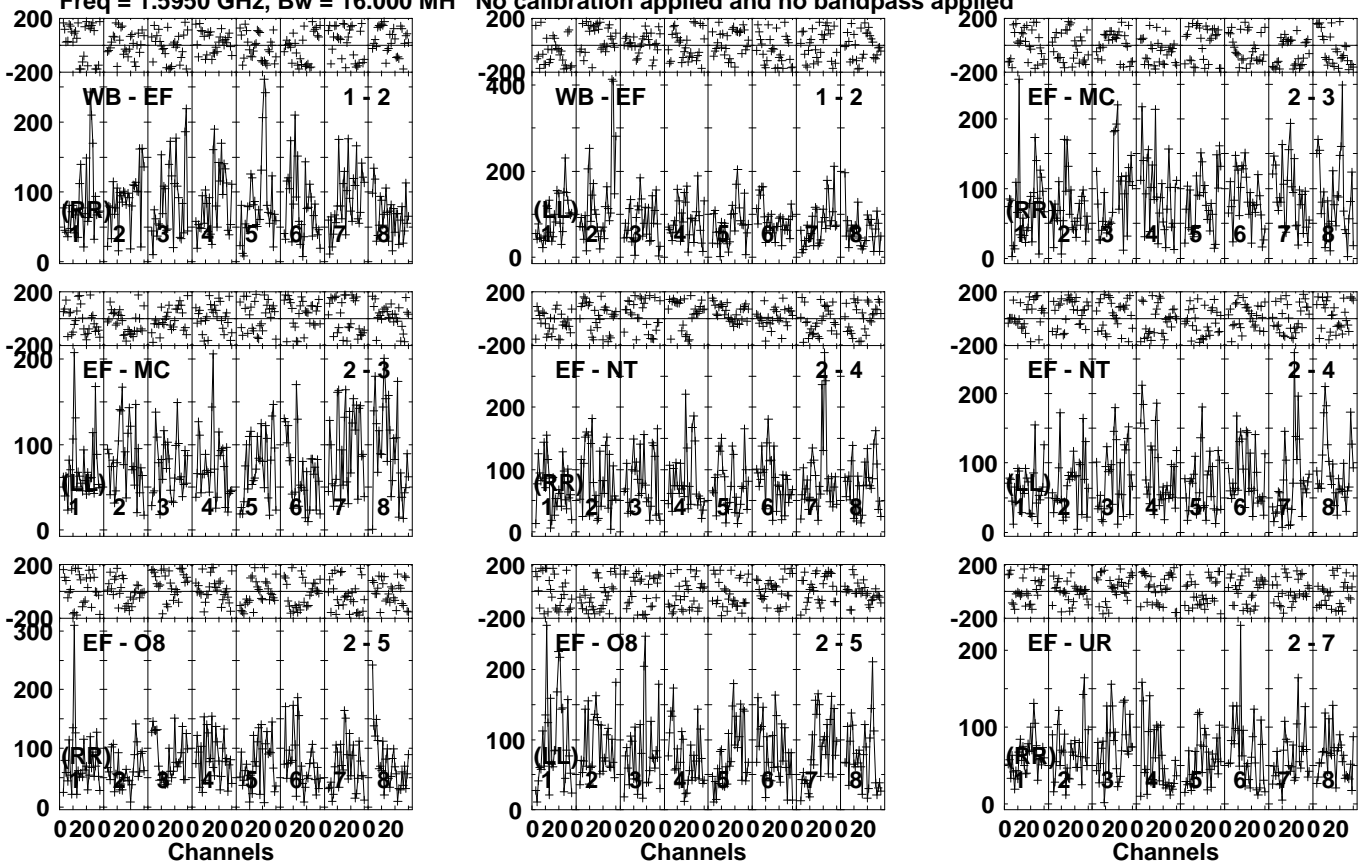 Freq = 1.5950 GHz, Bw = 16.000 MH No calibration applied and no bandpass applied
200 200 200
-200 -200 -200
WB - EF 1 - 2 400 WB - EF 1 - 2 EF - MC 2 - 3
200 200 200
100 100
(RR) (LL) (RR)
1 2 3 4 5 6 7 8 1 2 3 4 5 6 7 8 1 2 3 4 5 6 7 8
0 0 0
200 200 200
-200 -200 -200
200 EF - MC 2 - 3 EF - NT 2 - 4 EF - NT 2 - 4
200 200
100 100 100
(LL) (RR) (LL)
1 2 3 4 5 6 7 8 1 2 3 4 5 6 7 8 1 2 3 4 5 6 7 8
0 0 0
200 200 200
-200 -200 -200
300 EF - O8 2 - 5 EF - O8 2 - 5 EF - UR 2 - 7
200 200 200
100 100 100
(RR) (LL) (RR)
1 2 3 4 5 6 7 8 1 2 3 4 5 6 7 8 1 2 3 4 5 6 7 8
0 0 0
0 20 0 20 0 20 0 20 0 20 0 20 0 20 0 20 0 20 0 20 0 20 0 20 0 20 0 20 0 20 0 20 0 20 0 20 0 20 0 20 0 20 0 20 0 20 0 20
Channels Channels Channels